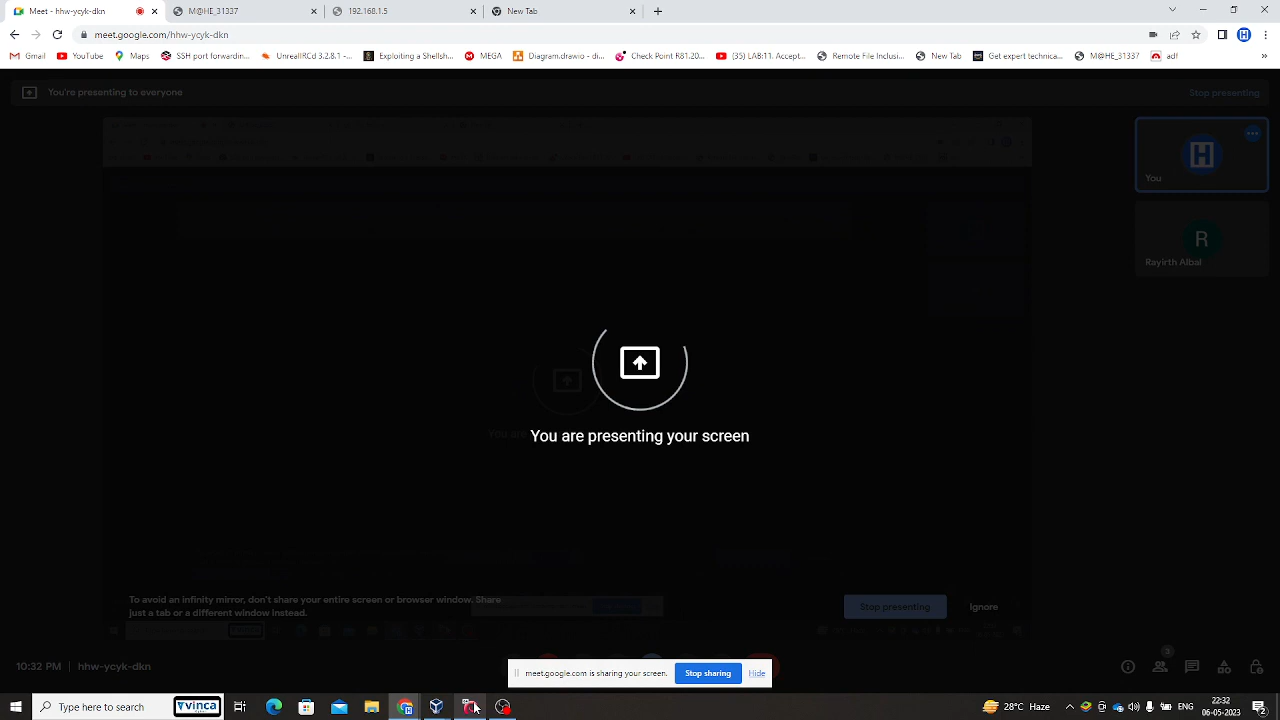 Meet - hhw-ycyk-dkn
M@HE_31337
192.168.1.5
New Tab
meet.google.com/hhw-ycyk-dkn
Gmail
YouTube
Maps
SSH port forwardin...
UnrealIRCd 3.2.8.1 -...
Exploiting a Shellsh...
MEGA
Diagram.drawio - di...
Check Point R81.20...
(35) LAB11. Accept...
Remote File Inclusi...
New Tab
Get expert technica...
M@HE_31337
adf
You're presenting to everyone
Stop presenting
H
You
R
Rayirth Albal
You are
You are presenting your screen
To avoid an infinity mirror, don't share your entire screen or browser window. Share
just a tab or a different window instead.
Stop presenting
Ignore
10:32 PM | hhw-ycyk-dkn
3
meet.google.com is sharing your screen.
Stop sharing
Hide
Type here to search
vinca
28°C Haze
ENG
22:32
06-05-2023